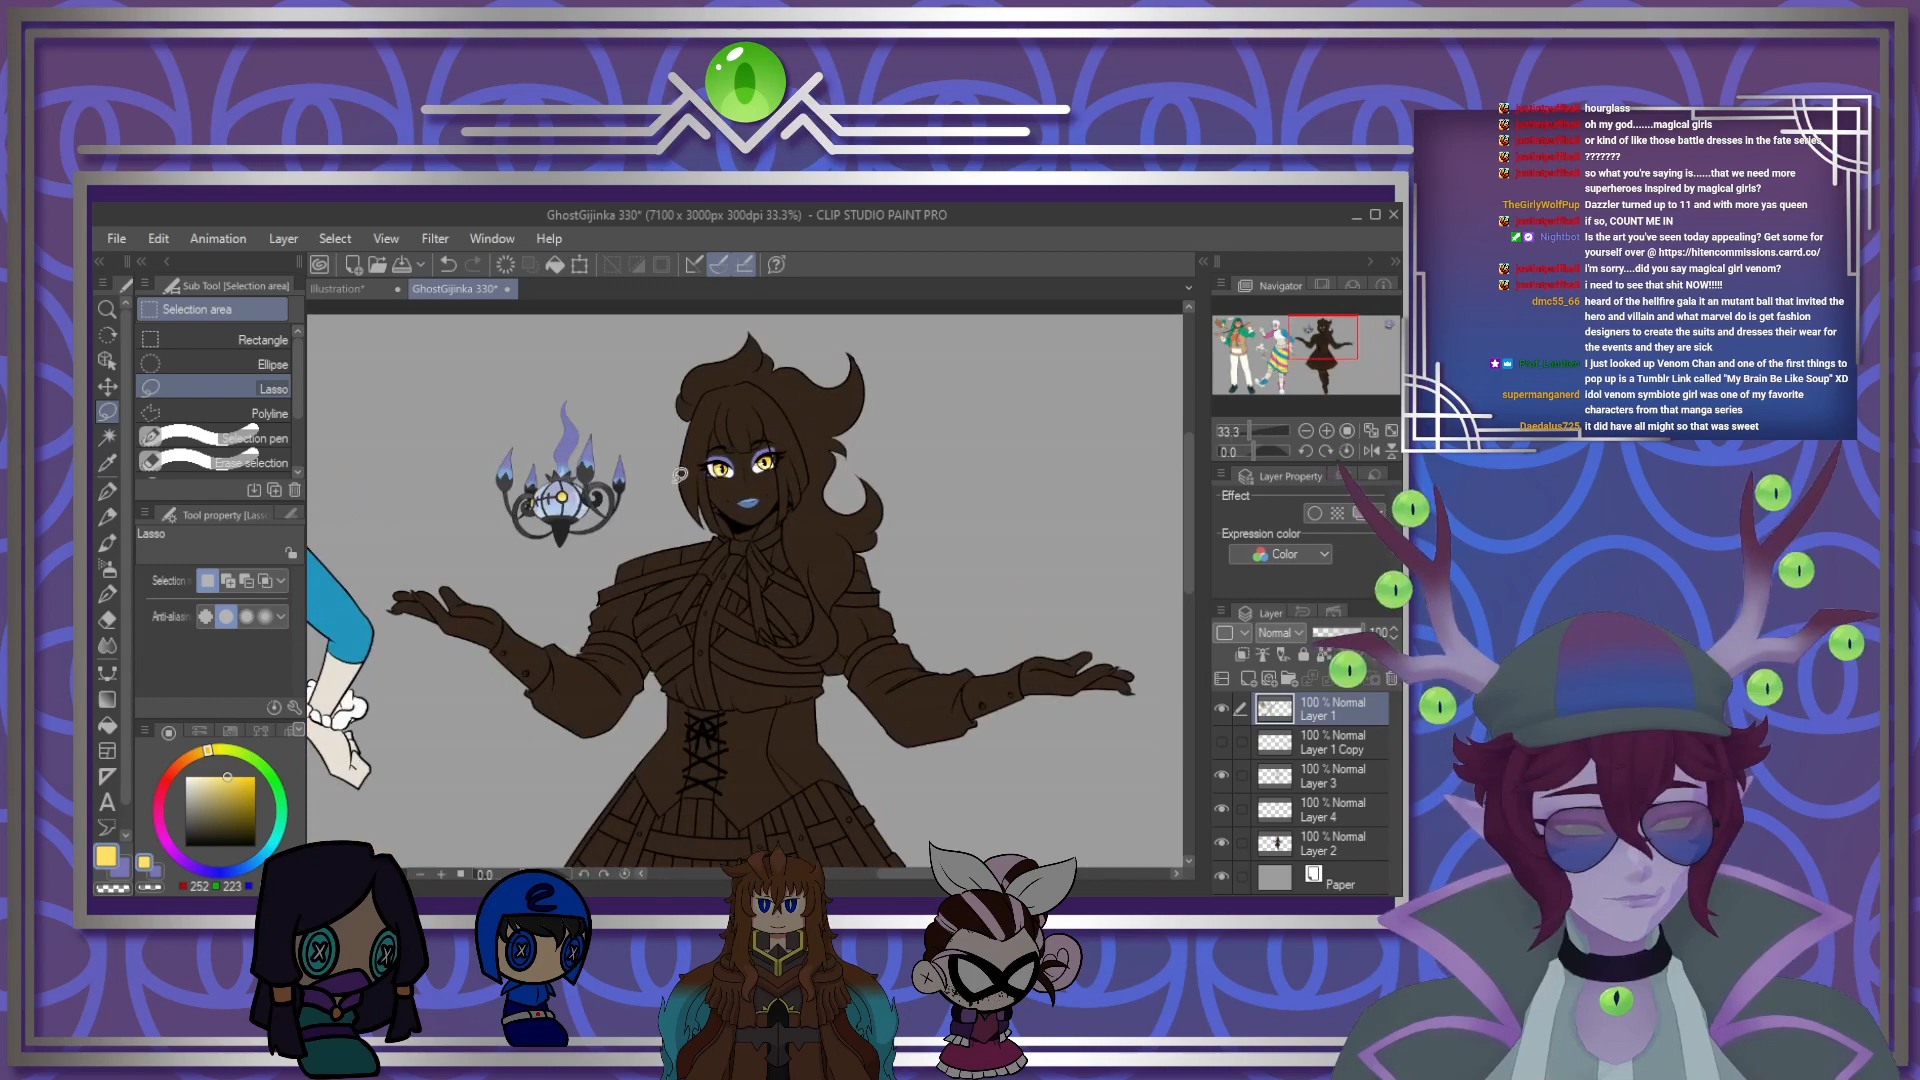 GhostGijinka 330* (7100 x 3000px 300dpi 33.3%) - CLIP STUDIO PAINT PRO
File Edit Animation Layer Select View Filter Window Help
Sub Tool [Selection area]
Illustration*
GhostGijinka 330*
Selection area
Rectangle
Ellipse
Lasso
Polyline
Selection pen
Erase selection
Tool property [Lasso
Lasso
Selection
Anti-aliasin
252 223
0.0
Navigator
33.3
0.0
Layer Property
Effect
Expression color
Color
Layer
Normal
100
100 % Normal
Layer 1
100 % Normal
Layer 1 Copy
100 % Normal
Layer 3
100 % Normal
Layer 4
100 % Normal
Layer 2
Paper
hourglass
oh my god.......magical girls
or kind of like those battle dresses in the fate series
???????
so what you're saying is......that we need more
superheroes inspired by magical girls?
TheGirlyWolfPup Dazzler turned up to 11 and with more yas queen
if so, COUNT ME IN
Nightbot Is the art you've seen today appealing? Get some for
yourself over @ https://hitencommissions.carrd.co/
i'm sorry....did you say magical girl venom?
i need to see that shit NOW!!!!!
dmc55_66 heard of the hellfire gala it an mutant ball that invited the
hero and villain and what marvel do is get fashion
designers to create the suits and dresses their wear for
the events and they are sick
I just looked up Venom Chan and one of the first things to
pop up is a Tumblr Link called "My Brain Be Like Soup" XD
supermanganerd idol venom symbiote girl was one of my favorite
characters from that manga series
Daedalus725 it did have all might so that was sweet